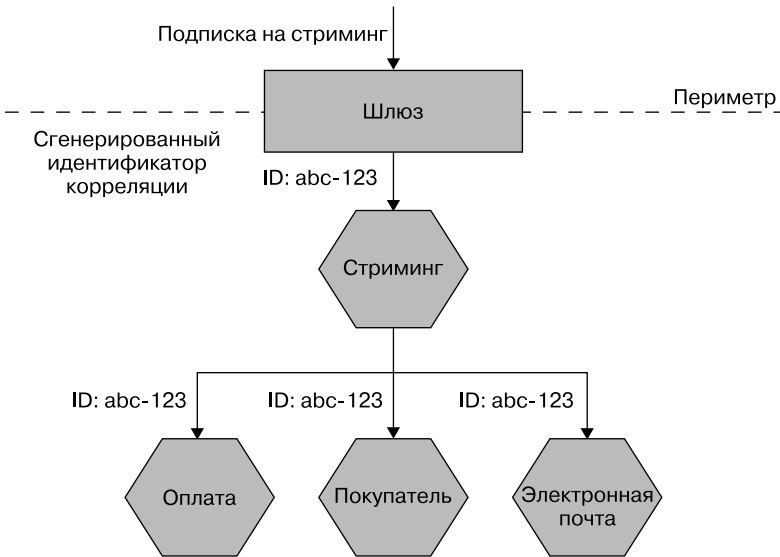 Подписка на стриминг
Шлюз
Периметр
Сгенерированный
идентификатор
корреляции
ID: abc-123
Стриминг
ID: abc-123
ID: abc-123
ID: abc-123
Оплата
Покупатель
Электронная
почта